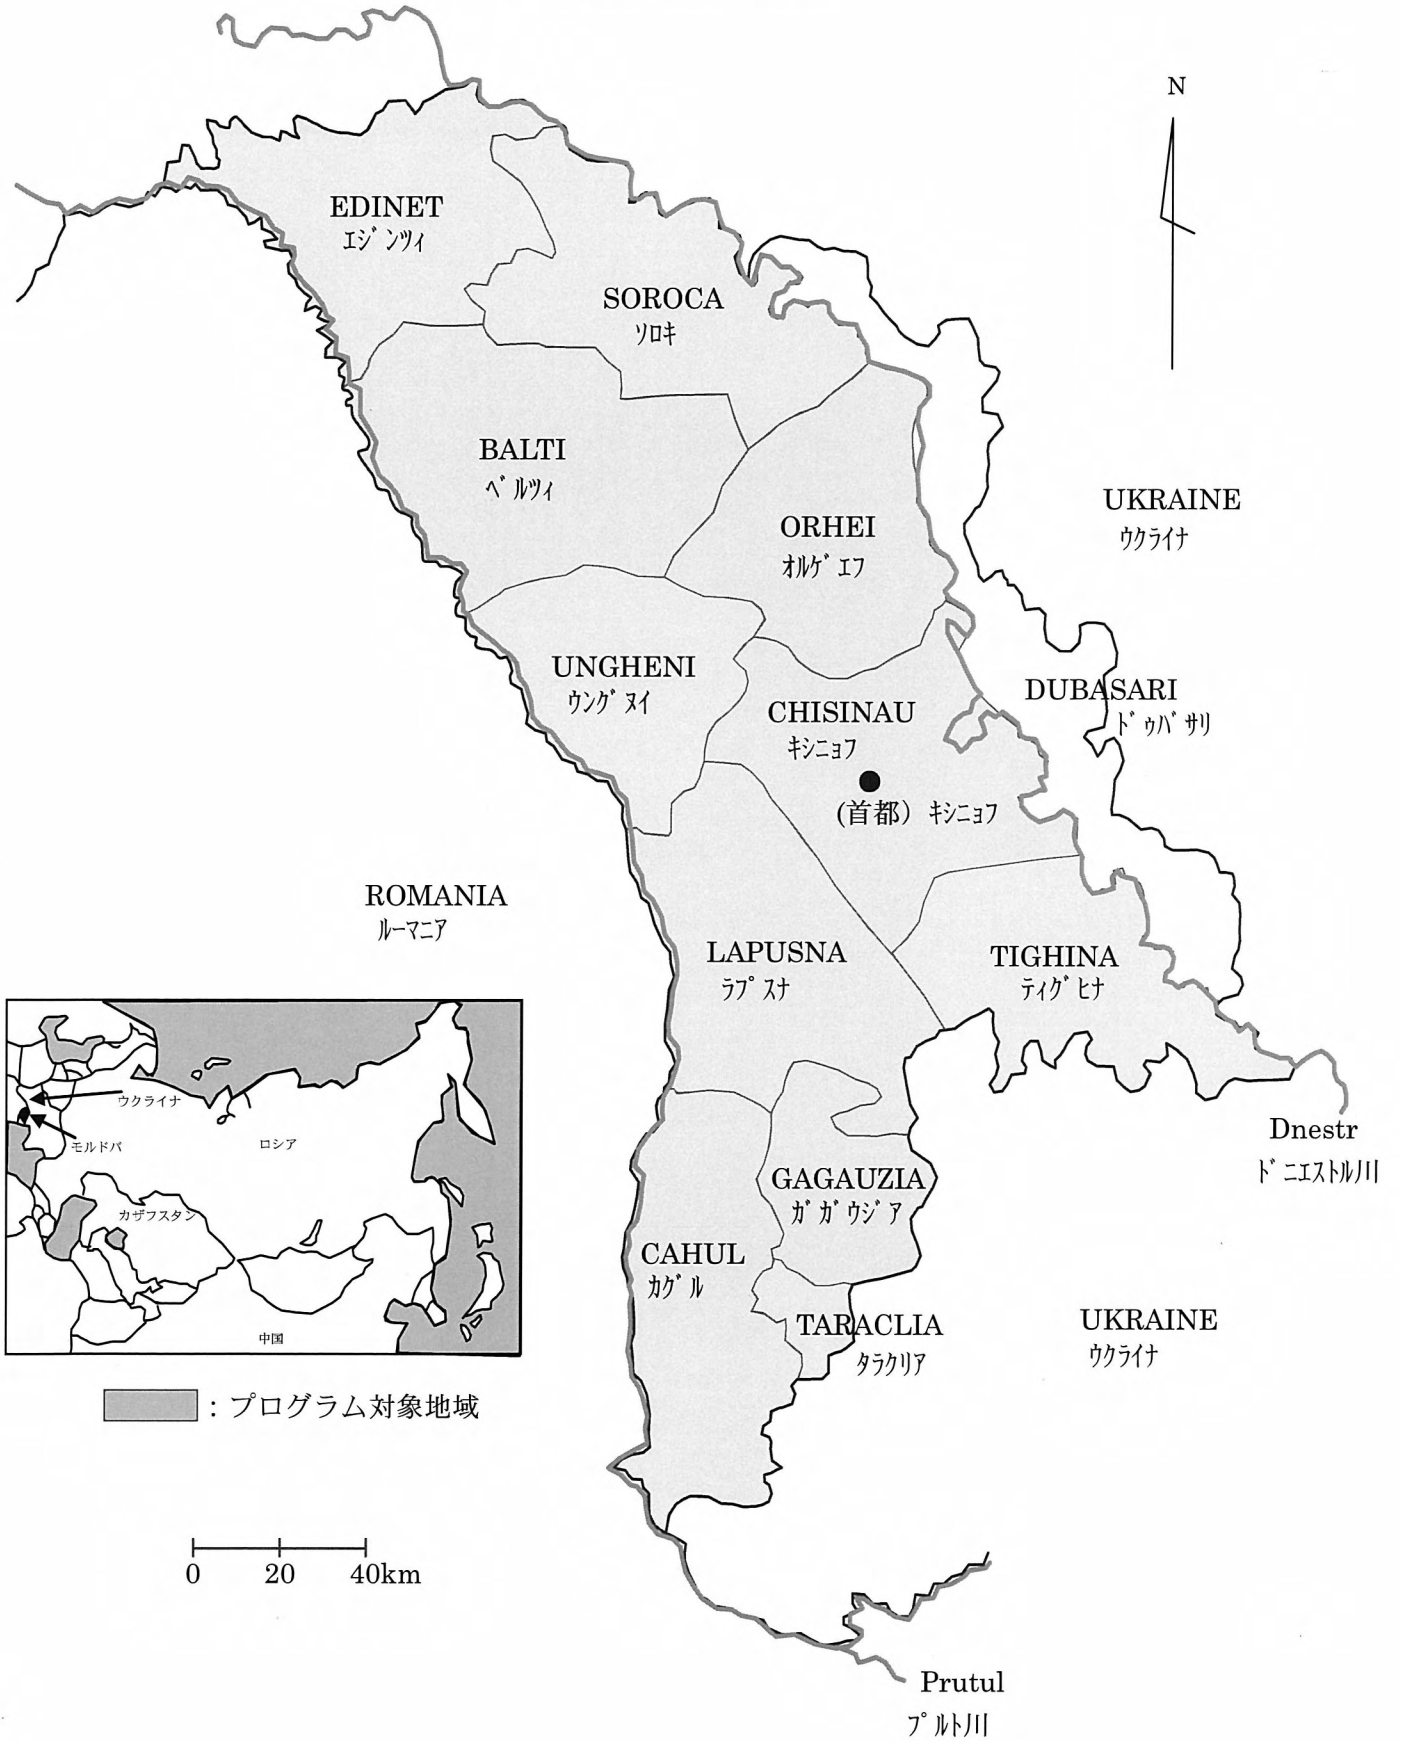 N
EDINET
ｴｼﾞﾝﾂｨ
SOROCA
ｿﾛｷ
BALTI
ﾍﾞﾙﾂｨ
UKRAINE
ｳｸﾗｲﾅ
ORHEI
ｵﾙｹﾞｴﾌ
UNGHENI
ｳﾝｸﾞﾇｲ
DUBASARI
ﾄﾞｩﾊﾞｻﾘ
CHISINAU
ｷｼﾆｮﾌ
(首都） ｷｼﾆｮﾌ
ROMANIA
ﾙｰﾏﾆｱ
LAPUSNA
ﾗﾌﾟｽﾅ
TIGHINA
ﾃｨｸﾞﾋﾅ
ウクライナ
モルドバ
ロシア
カザフスタン
中国
Dnestr
ﾄﾞﾆｴｽﾄﾙ川
GAGAUZIA
ｶﾞｶﾞｳｼﾞｱ
CAHUL
ｶｸﾞﾙ
TARACLIA
ﾀﾗｸﾘｱ
UKRAINE
ｳｸﾗｲﾅ
：プログラム対象地域
0 20 40km
Prutul
ﾌﾟﾙﾄ川